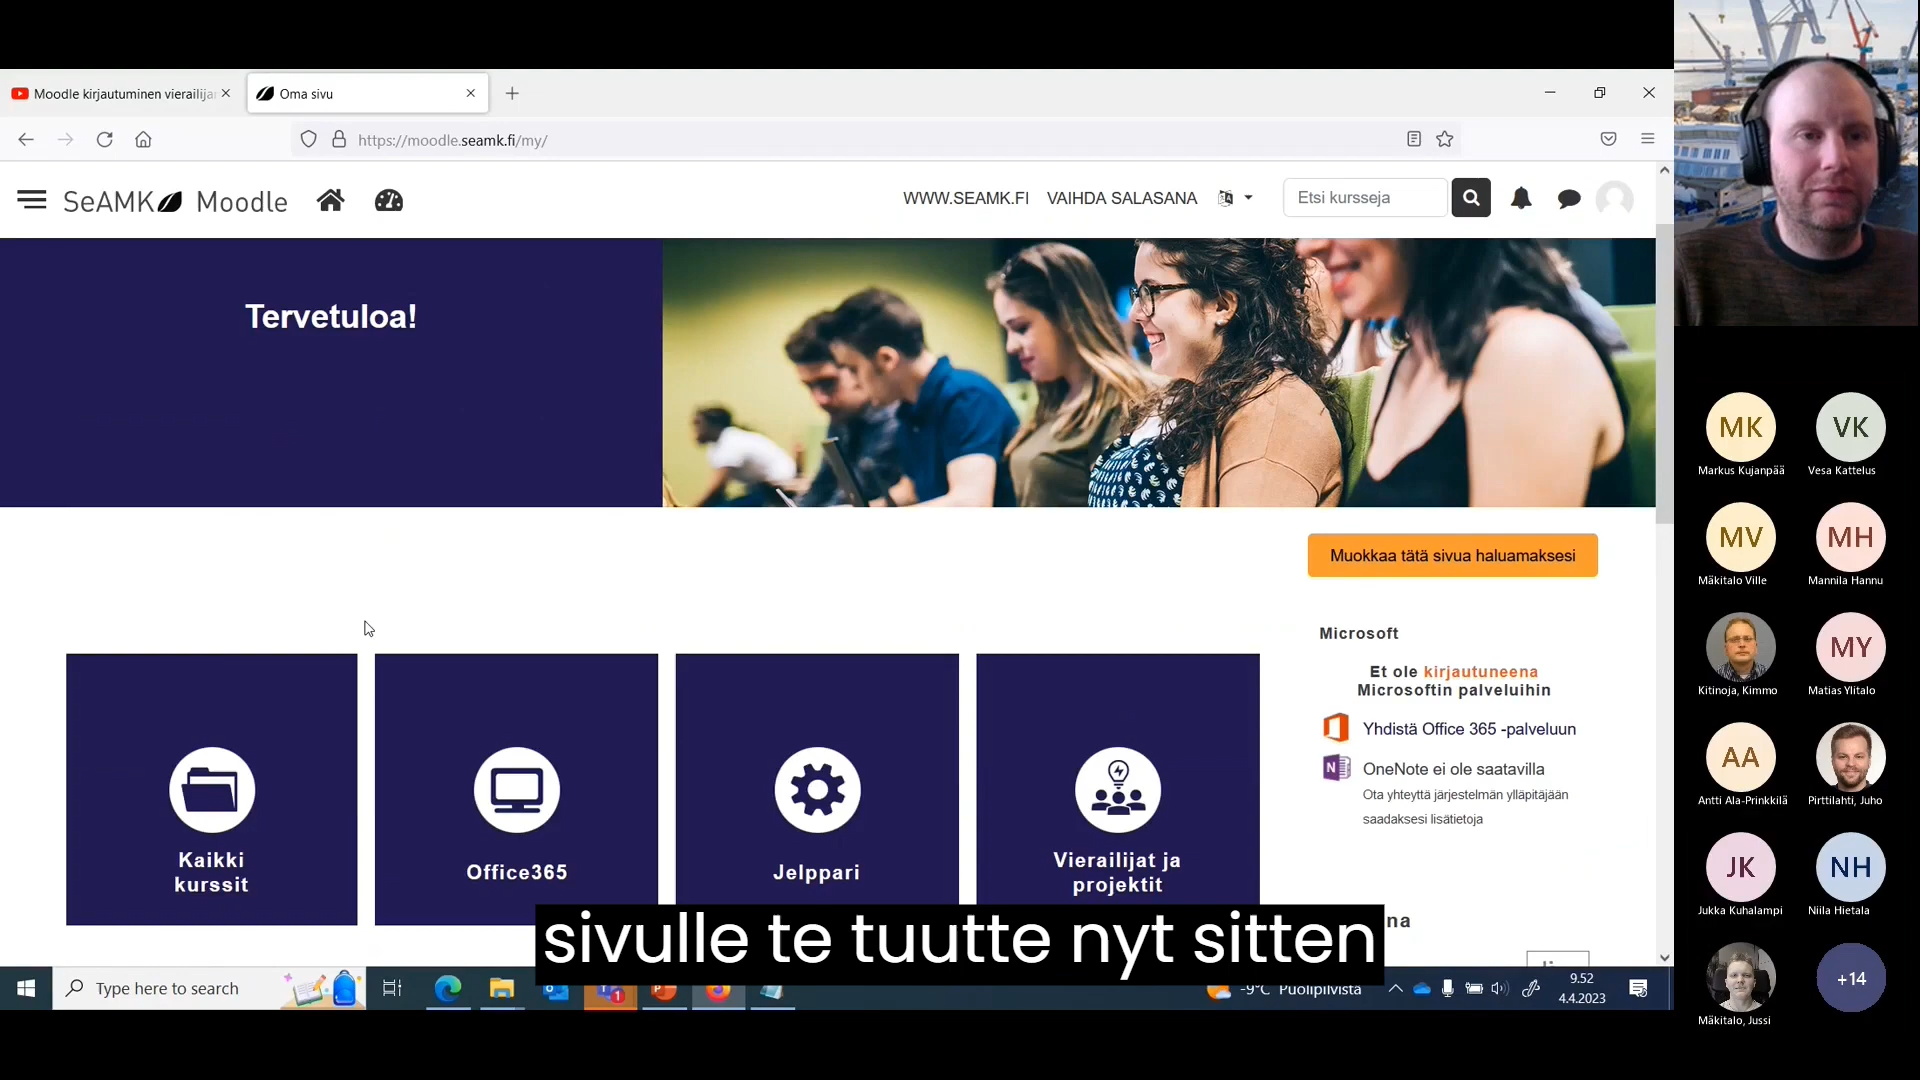 Moodle kirjautuminen vierailijan
Oma sivu
https://moodle.seamk.fi/my/
SeAMK Moodle
WWW.SEAMK.FI
VAIHDA SALASANA
Etsi kursseja
Tervetuloa!
Muokkaa tätä sivua haluamaksesi
Microsoft
Et ole kirjautuneena
Microsoftin palveluihin
Yhdistä Office 365 -palveluun
OneNote ei ole saatavilla
Ota yhteyttä järjestelmän ylläpitäjään
saadaksesi lisätietoja
Kaikki
kurssit
Office365
Jelppari
Vierailijat ja
projektit
na
sivulle te tuutte nyt sitten
Type here to search
1
-9°C Puolipilvistä
9.52
4.4.2023
MK
Markus Kujanpää
VK
Vesa Kattelus
MV
Mäkitalo Ville
MH
Mannila Hannu
Kitinoja, Kimmo
MY
Matias Ylitalo
AA
Antti Ala-Prinkkilä
Pirttilahti, Juho
JK
Jukka Kuhalampi
NH
Niila Hietala
Mäkitalo, Jussi
+14